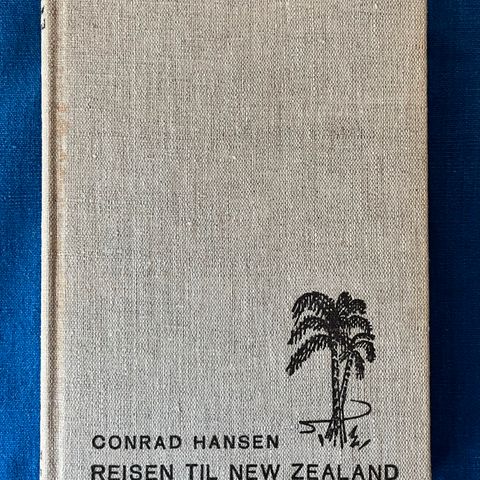 CONRAD HANSEN
REISEN TIL NEW ZEALAND